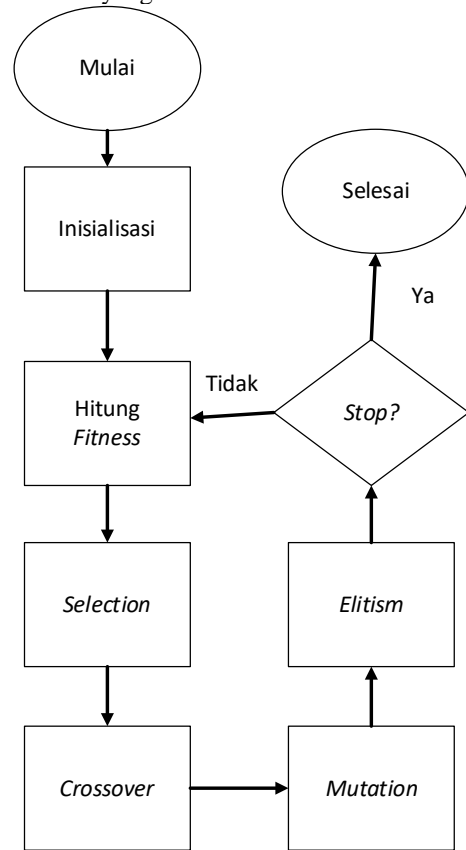 Mulai
Inisialisasi
Hitung
Fitness
Selection
Crossover
Mutation
Elitism
Stop?
Tidak
Ya
Selesai